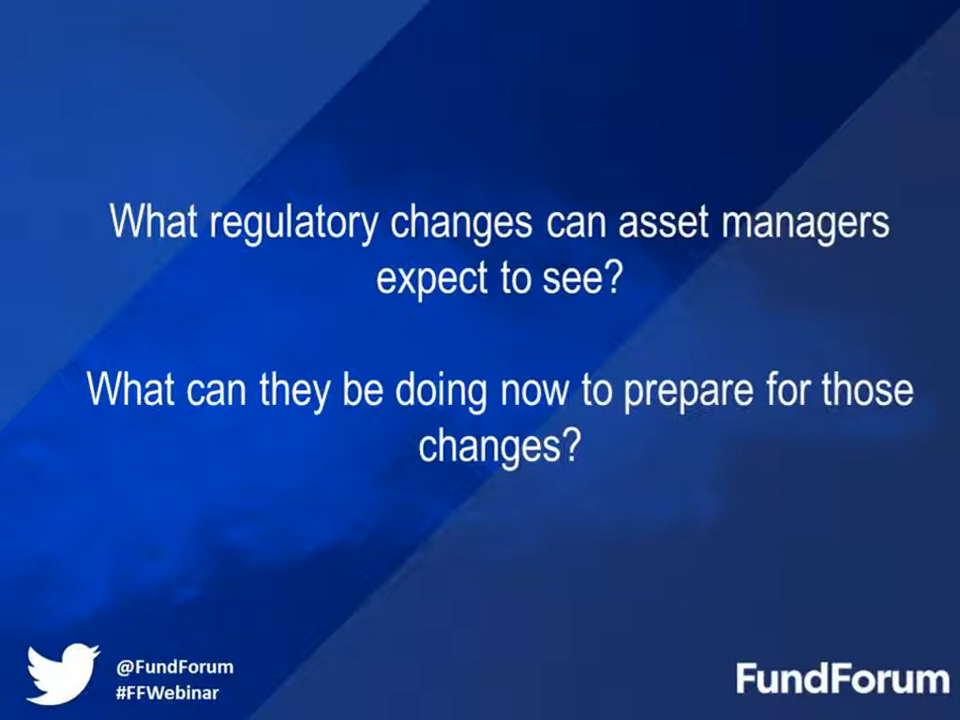 What regulatory changes can asset managers
expect to see?
What can they be doing now to prepare for those
changes?
@FundForum
#FFWebinar
FundForum